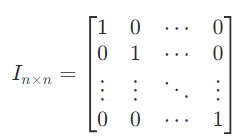 I_{n×n} = [1 0 ⋯ 0
0 1 ⋯ 0
⋮ ⋮ ⋱ ⋮
0 0 ⋯ 1]